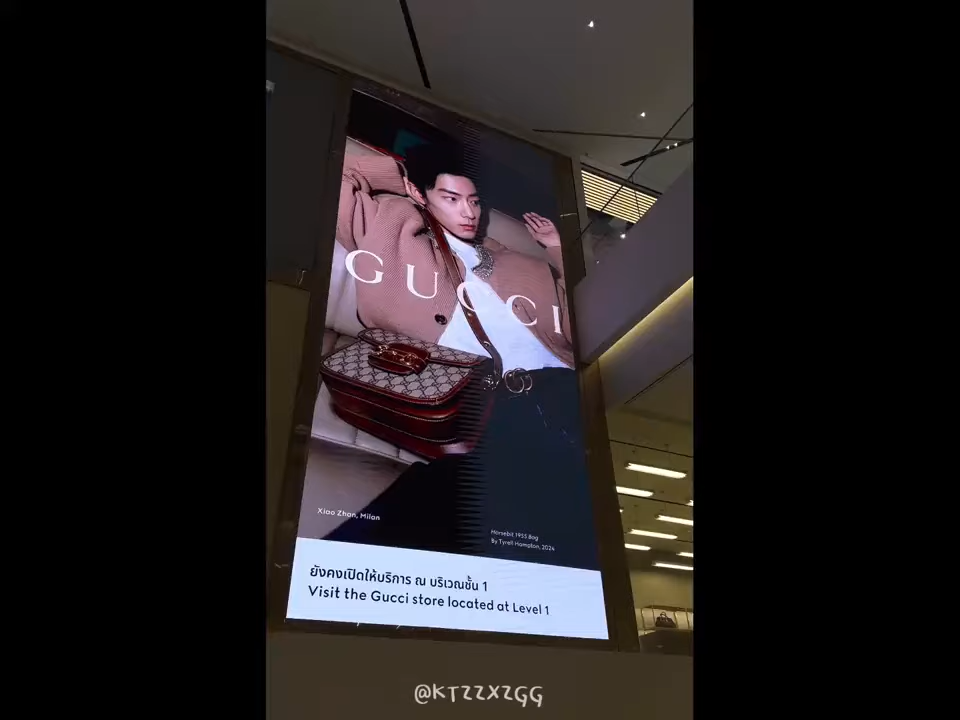 GUCCI
Xiao Zhan, Milan
Horsebit 1955 Bag
By Tyrell Hampton, 2024
ยังคงเปิดให้บริการ ณ บริเวณชั้น 1
Visit the Gucci store located at Level 1
@KTZZXZGG